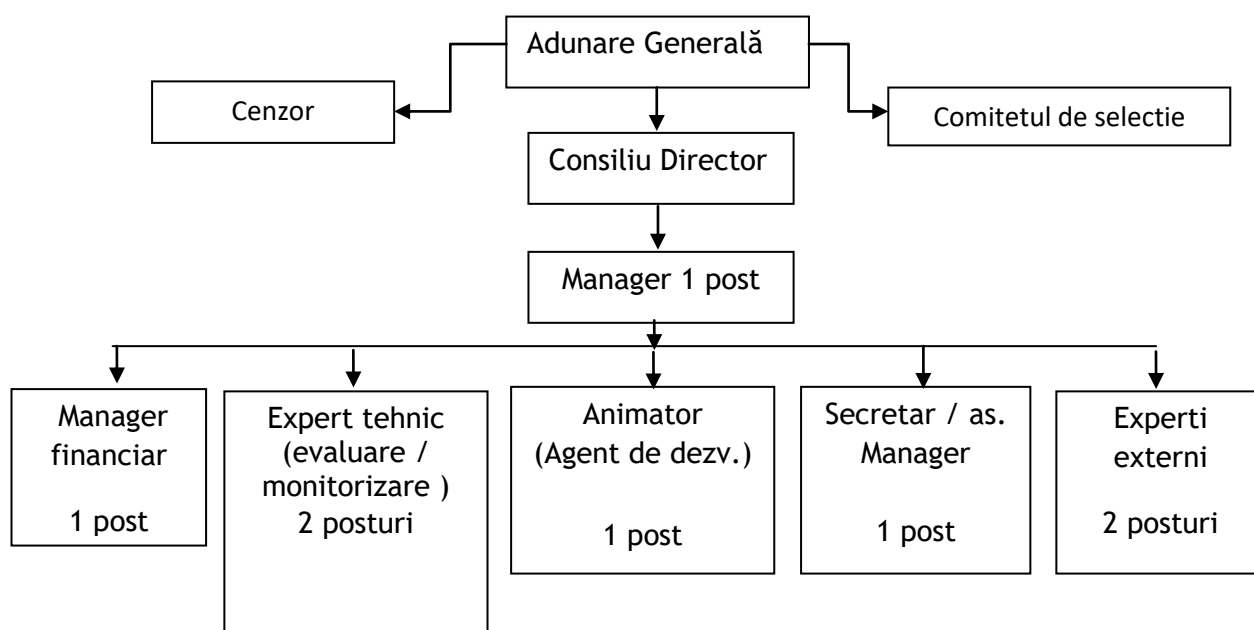 Adunare Generală
Cenzor
Comitetul de selectie
Consiliu Director
Manager 1 post
Manager
financiar
1 post
Expert tehnic
(evaluare /
monitorizare )
2 posturi
Animator
(Agent de dezv.)
1 post
Secretar / as.
Manager
1 post
Experti
externi
2 posturi